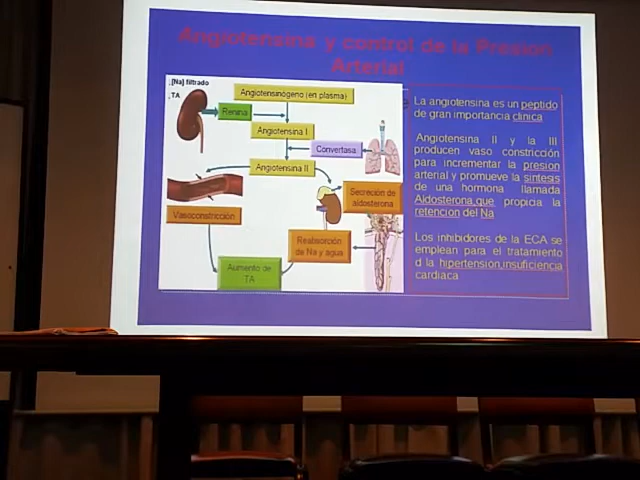 Angiotensina y control de la Presion
Arterial
↓[Na] filtrado
↓TA
Angiotensinógeno (en plasma)
Renina
Angiotensina I
Convertasa
Angiotensina II
Secreción de
aldosterona
Vasoconstricción
Reabsorción
de Na y agua
Aumento de
TA
La angiotensina es un peptido
de gran importancia clinica
Angiotensina II y la III
producen vaso constricción
para incrementar la presion
arterial y promueve la sintesis
de una hormona llamada
Aldosterona que propicia la
retencion del Na
Los inhibidores de la ECA se
emplean para el tratamiento
d la hipertensión,insuficiencia
cardiaca